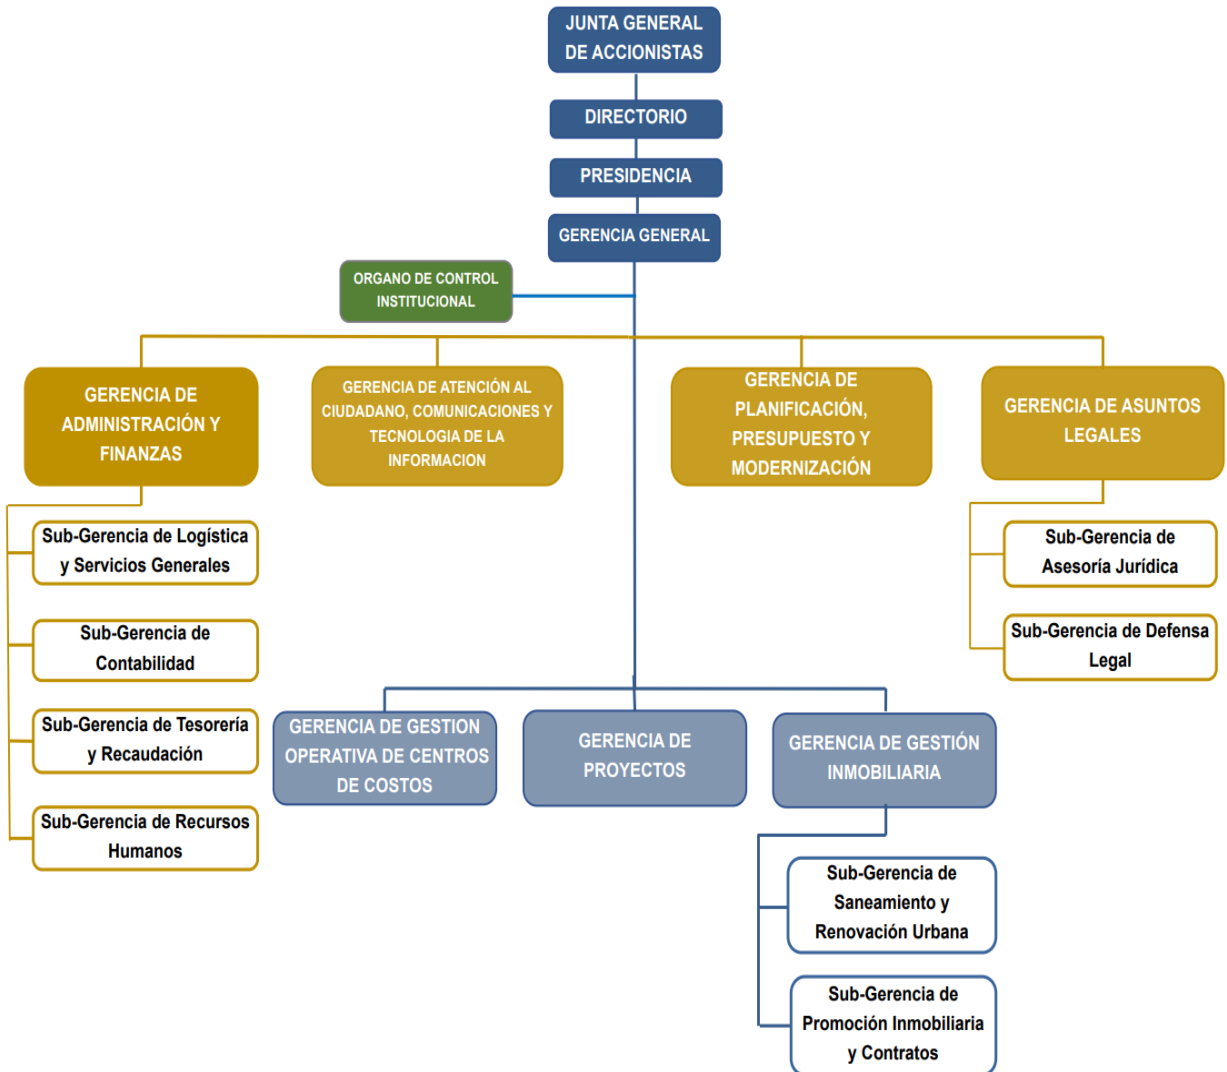 JUNTA GENERAL
DE ACCIONISTAS
DIRECTORIO
PRESIDENCIA
GERENCIA GENERAL
ORGANO DE CONTROL
INSTITUCIONAL
GERENCIA DE
ADMINISTRACIÓN Y
FINANZAS
GERENCIA DE ATENCIÓN AL
CIUDADANO, COMUNICACIONES Y
TECNOLOGIA DE LA
INFORMACION
GERENCIA DE
PLANIFICACIÓN,
PRESUPUESTO Y
MODERNIZACIÓN
GERENCIA DE ASUNTOS
LEGALES
Sub-Gerencia de Logística
y Servicios Generales
Sub-Gerencia de
Contabilidad
Sub-Gerencia de Tesorería
y Recaudación
Sub-Gerencia de Recursos
Humanos
Sub-Gerencia de
Asesoría Jurídica
Sub-Gerencia de Defensa
Legal
GERENCIA DE GESTION
OPERATIVA DE CENTROS
DE COSTOS
GERENCIA DE
PROYECTOS
GERENCIA DE GESTIÓN
INMOBILIARIA
Sub-Gerencia de
Saneamiento y
Renovación Urbana
Sub-Gerencia de
Promoción Inmobiliaria
y Contratos